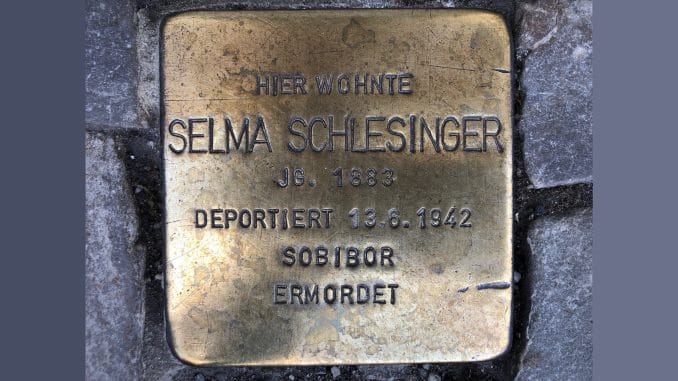 HIER WOHNTE
SELMA SCHLESINGER
JG. 1883
DEPORTIERT 13.6.1942
SOBIBOR
ERMORDET